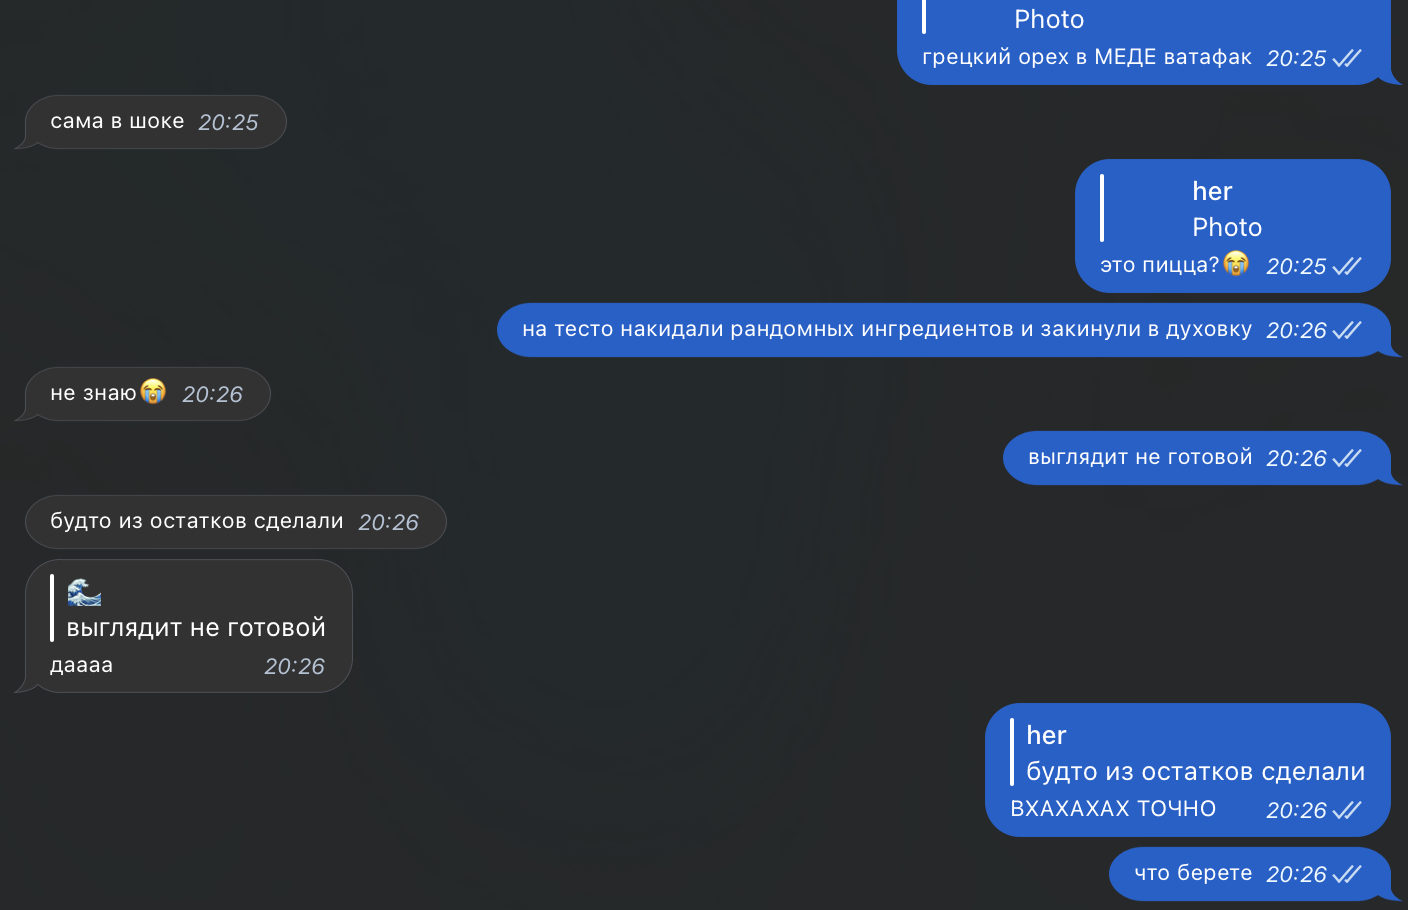 Photo
грецкий орех в МЕДЕ ватафак 20:25
сама в шоке 20:25
her
Photo
это пицца?😭 20:25
на тесто накидали рандомных ингредиентов и закинули в духовку 20:26
не знаю😭 20:26
выглядит не готовой 20:26
будто из остатков сделали 20:26
🌊
выглядит не готовой
даааа 20:26
her
будто из остатков сделали
ВХАХАХАХ ТОЧНО 20:26
что берете 20:26